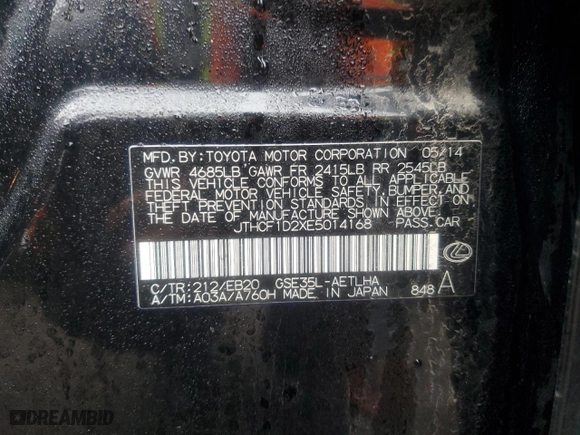 MFD. BY: TOYOTA MOTOR CORPORATION 05/14
GVWR 4685LB GAWR FR 2415LB RR 2545LB
THIS VEHICLE CONFORMS TO ALL APPLICABLE
FEDERAL MOTOR VEHICLE SAFETY, BUMPER, AND
THEFT PREVENTION STANDARDS IN EFFECT ON
THE DATE OF MANUFACTURE SHOWN ABOVE.
JTHCF1D2XE5014168 PASS.CAR
C/TR: 212/EB20 GSE35L-AETLHA
A/TM: A03A/A760H MADE IN JAPAN 848 A
DREAMBID